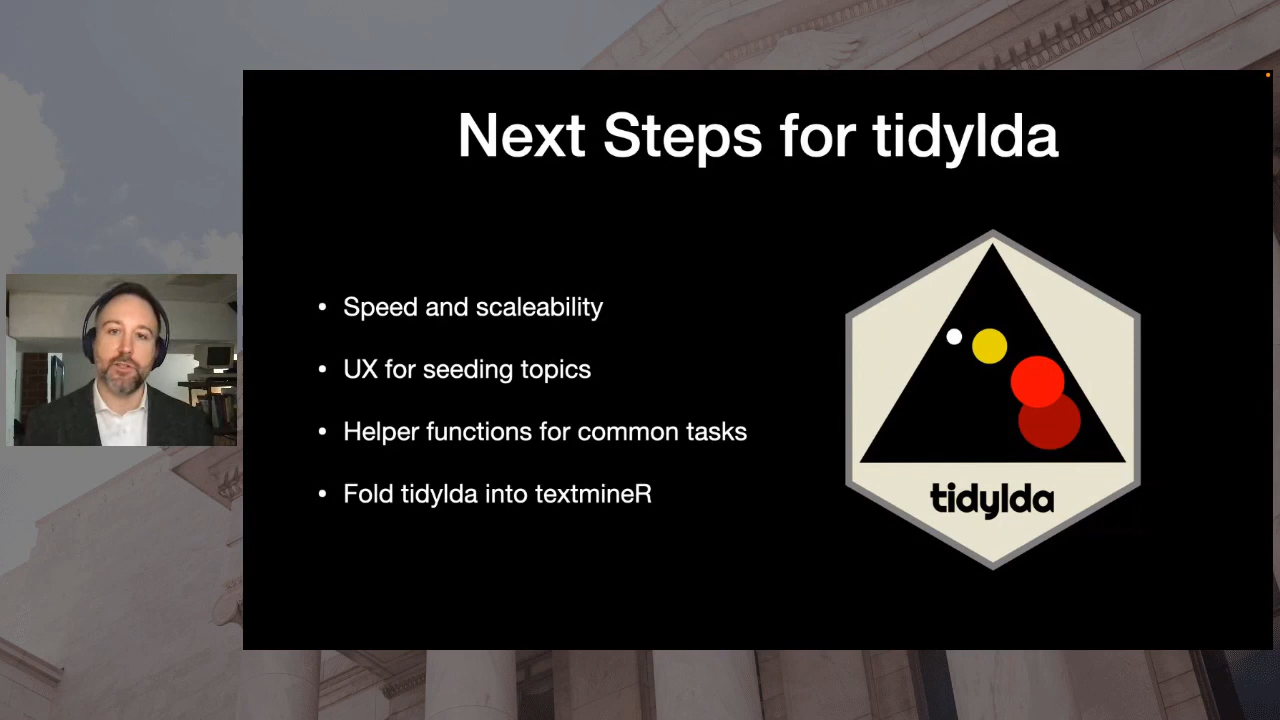 Next Steps for tidylda
• Speed and scaleability
• UX for seeding topics
• Helper functions for common tasks
• Fold tidylda into textmineR
tidylda